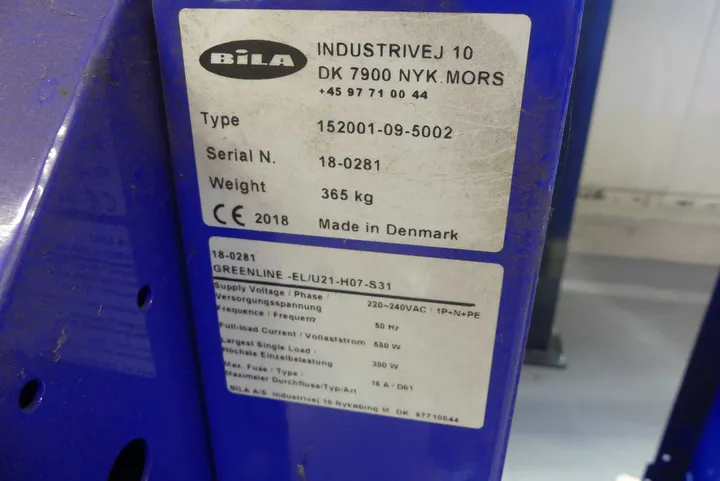 BiLA
INDUSTRIVEJ 10
DK 7900 NYK. MORS
+45 97 71 00 44
Type 152001-09-5002
Serial N. 18-0281
Weight 365 kg
CE 2018 Made in Denmark
18-0281
GREENLINE -EL/U21-H07-S31
Supply Voltage / Phase :
Versorgungsspannung 220~240VAC / 1P+N+PE
Frequence / Frequenz 50 Hz
Full-load Current / Vollaststrom 550 W
Largest Single Load :
Höchste Einzelbelastung 300 W
Max. Fuse / Type :
Maximaler Durchfluss/Typ/Art 16 A / D01
BILA A/S Industrivej 10 Nykøbing M DK 97710044